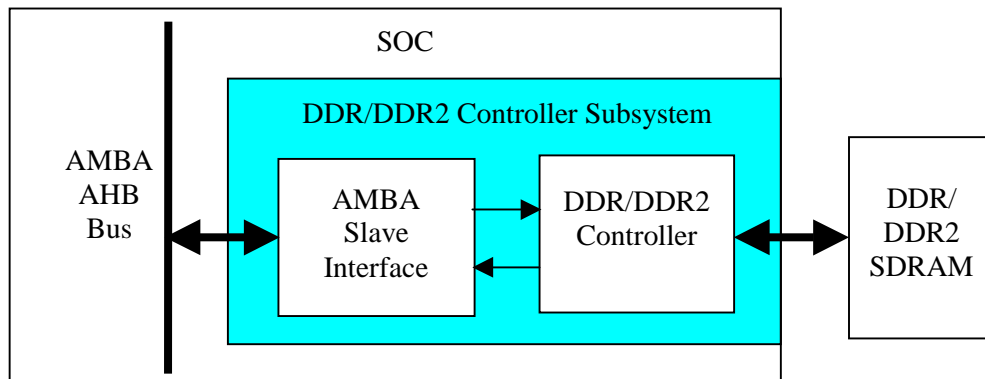 SOC
DDR/DDR2 Controller Subsystem
AMBA
AHB
Bus
AMBA
Slave
Interface
DDR/DDR2
Controller
DDR/
DDR2
SDRAM